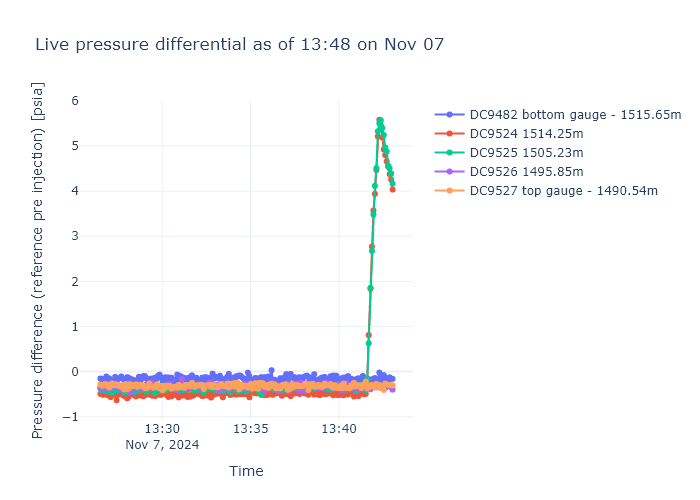 Live pressure differential as of 13:48 on Nov 07
Pressure difference (reference pre injection) [psia]
6
5
4
3
2
1
0
−1
13:30
Nov 7, 2024
13:35
13:40
Time
DC9482 bottom gauge - 1515.65m
DC9524 1514.25m
DC9525 1505.23m
DC9526 1495.85m
DC9527 top gauge - 1490.54m